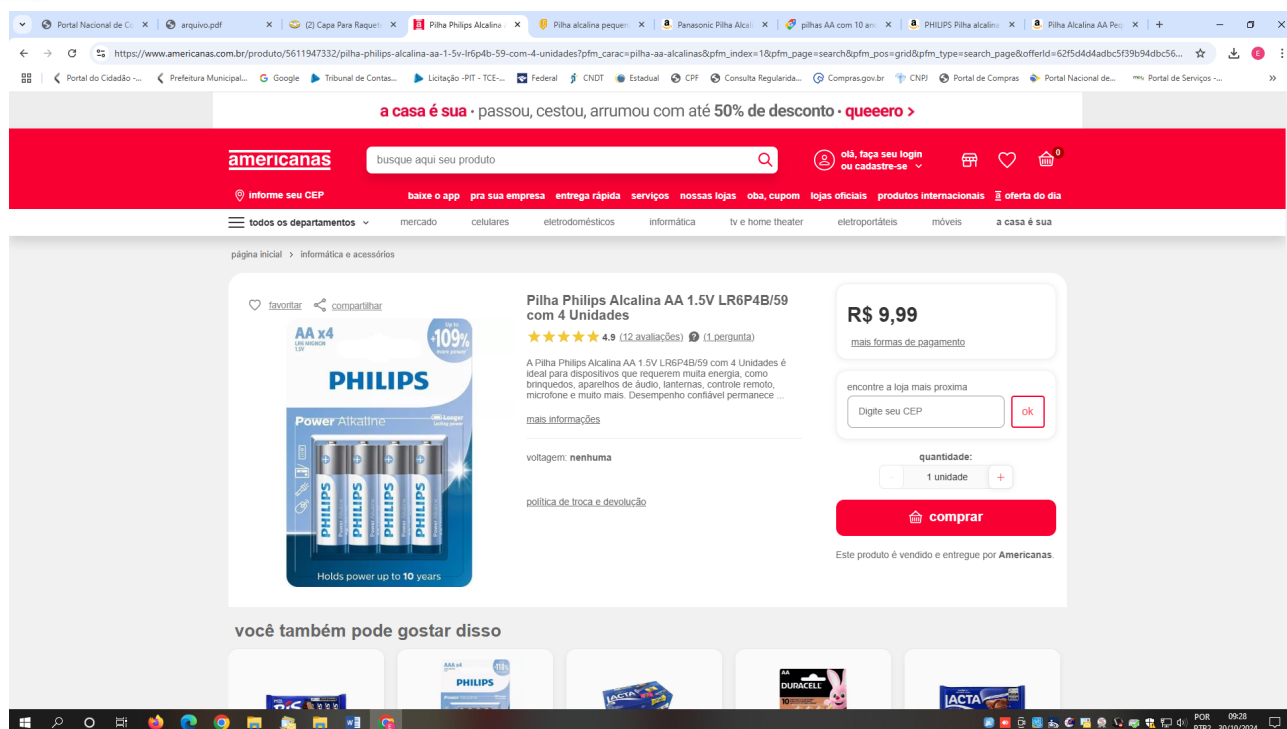 Portal Nacional de Co
arquivo.pdf
(2) Capa Para Raquete
Pilha Philips Alcalina
Pilha alcalina pequen
Panasonic Pilha Alcali
pilhas AA com 10 an
PHILIPS Pilha alcalina
Pilha Alcalina AA Peq
https://www.americanas.com.br/produto/5611947332/pilha-philips-alcalina-aa-1-5v-lr6p4b-59-com-4-unidades?pfm_carac=pilha-aa-alcalinas&pfm_index=1&pfm_page=search&pfm_pos=grid&pfm_type=search_page&offerId=62f5d4d4adbc5f39b94dbc56...
E
Portal do Cidadão -...
Prefeitura Municipal...
Google
Tribunal de Contas...
Licitação -PIT - TCE-...
Federal
CNDT
Estadual
CPF
Consulta Regularida...
Compras.gov.br
CNPJ
Portal de Compras
Portal Nacional de...
Portal de Serviços -...
a casa é sua · passou, cestou, arrumou com até 50% de desconto · queeero >
americanas
busque aqui seu produto
olá, faça seu login
ou cadastre-se
0
informe seu CEP
baixe o app pra sua empresa entrega rápida serviços nossas lojas oba, cupom lojas oficiais produtos internacionais oferta do dia
todos os departamentos mercado celulares eletrodomésticos informática tv e home theater eletroportáteis móveis a casa é sua
página inicial > informática e acessórios
favoritar compartilhar
AA x4
LR6 MIGNON
1.5V
Up to
+109%
more power
PHILIPS
Power Alkaline
Longer
lasting power
PHILIPS
PHILIPS
PHILIPS
PHILIPS
Holds power up to 10 years
Pilha Philips Alcalina AA 1.5V LR6P4B/59
com 4 Unidades
4.9 (12 avaliações) (1 pergunta)
A Pilha Philips Alcalina AA 1.5V LR6P4B/59 com 4 Unidades é
ideal para dispositivos que requerem muita energia, como
brinquedos, aparelhos de áudio, lanternas, controle remoto,
microfone e muito mais. Desempenho confiável permanece ...
mais informações
voltagem: nenhuma
política de troca e devolução
R$ 9,99
mais formas de pagamento
encontre a loja mais proxima
Digite seu CEP
ok
quantidade:
1 unidade
comprar
Este produto é vendido e entregue por Americanas.
você também pode gostar disso
AAA x4
PHILIPS
LACTA
AA
DURACELL
10
LACTA
POR
PTB2
09:28
30/10/2024